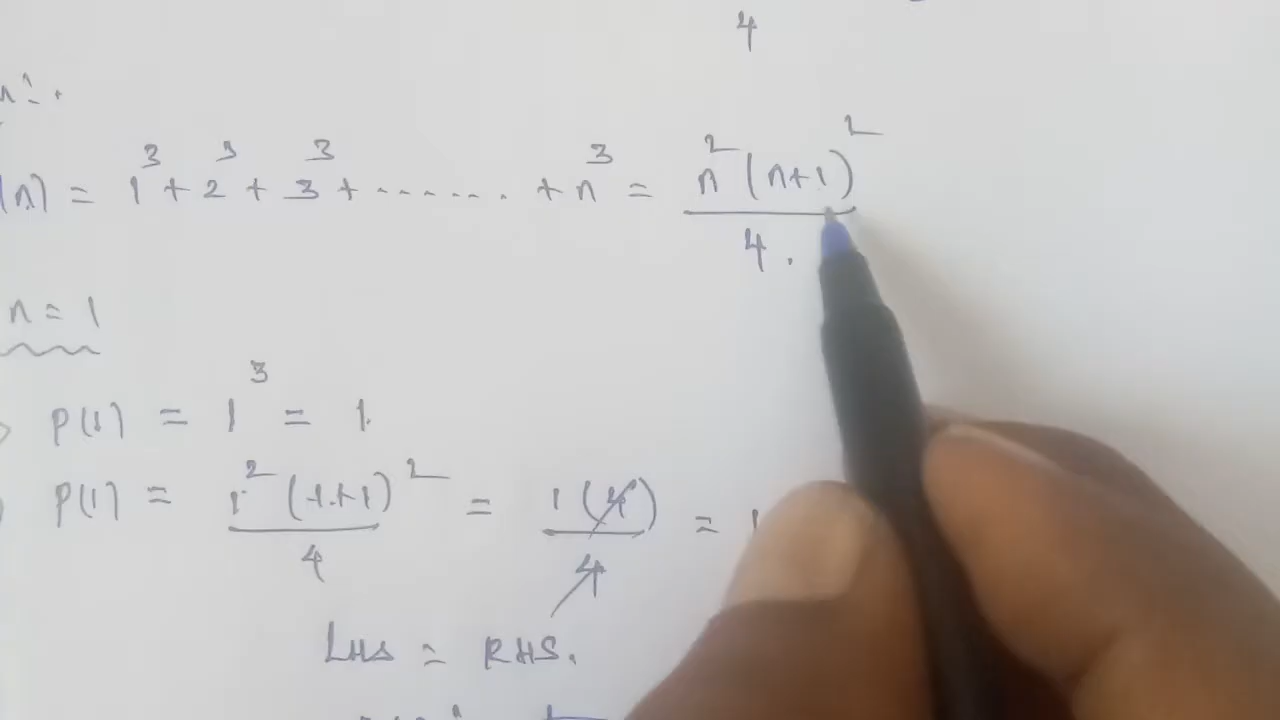 4
n :.
(n) = 1³ + 2³ + 3³ + ....... + n³ = n² (n+1)² / 4.
n = 1
P(1) = 1³ = 1.
P(1) = 1² (1+1)² / 4 = 1 (4) / 4 = 1
LHS = RHS.